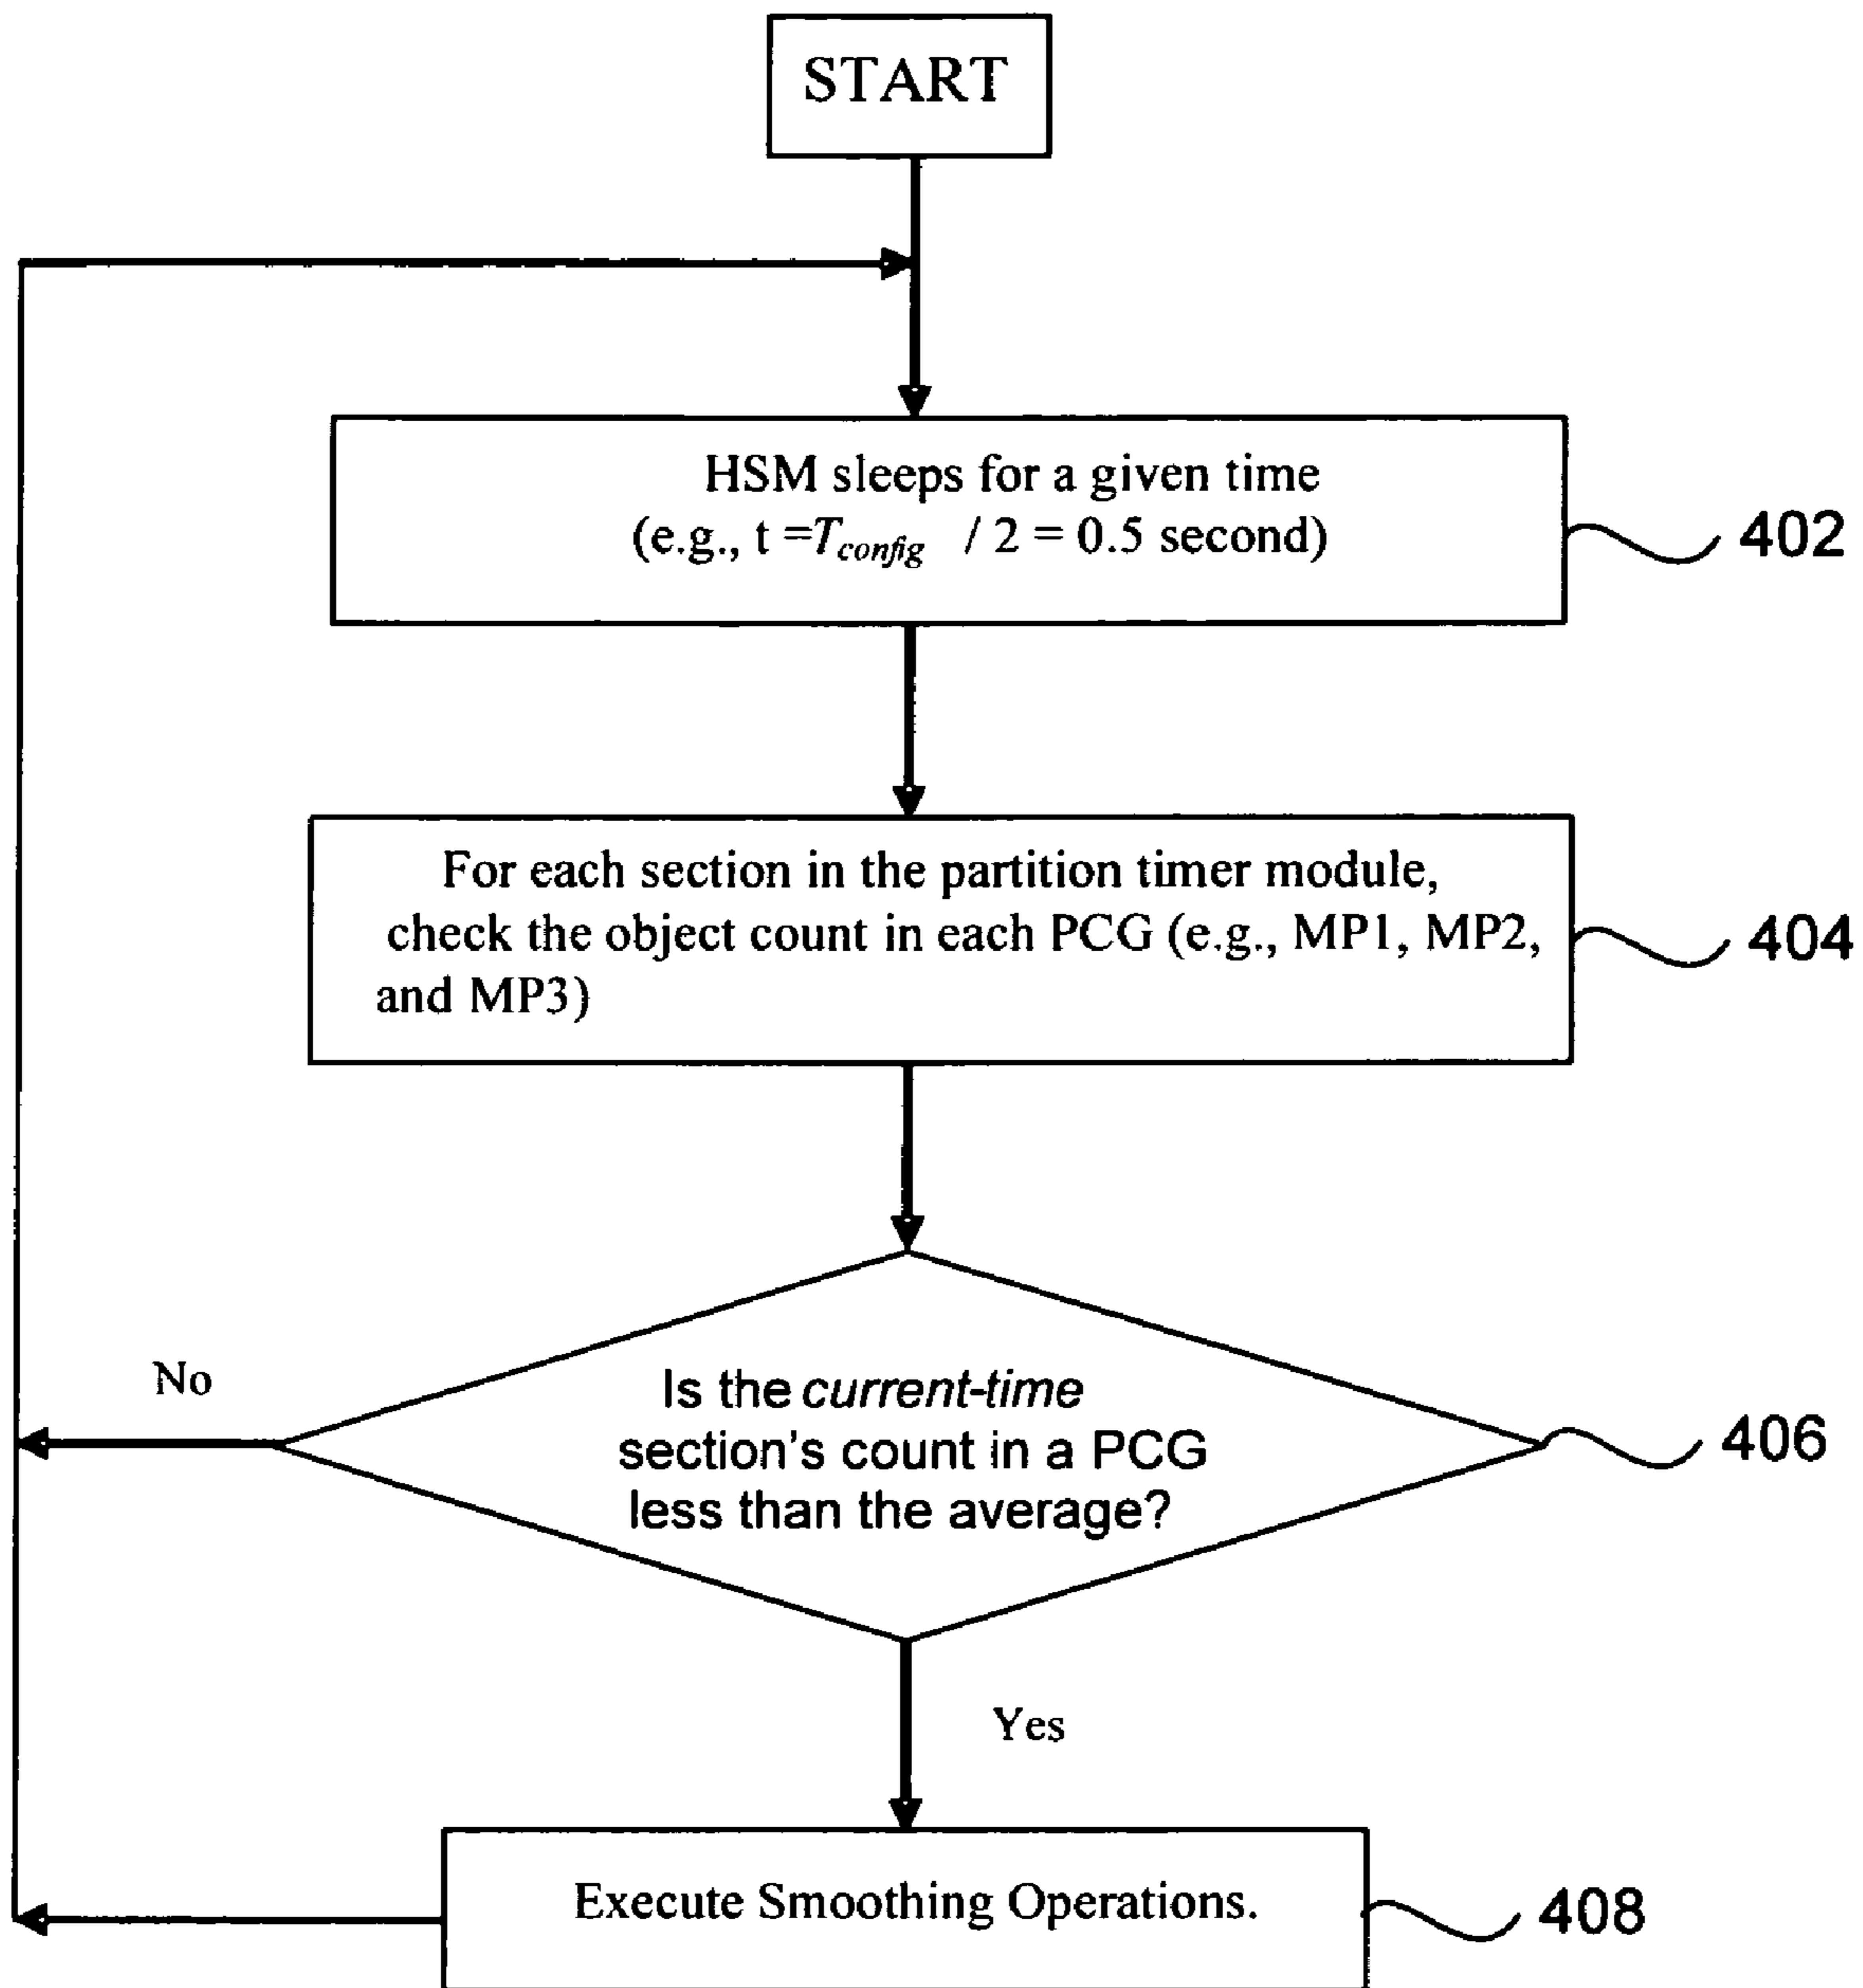 START
HSM sleeps for a given time
(e.g., t =T_config / 2 = 0.5 second)
402
For each section in the partition timer module,
check the object count in each PCG (e.g., MP1, MP2,
and MP3)
404
No
Is the current-time
section's count in a PCG
less than the average?
406
Yes
Execute Smoothing Operations.
408